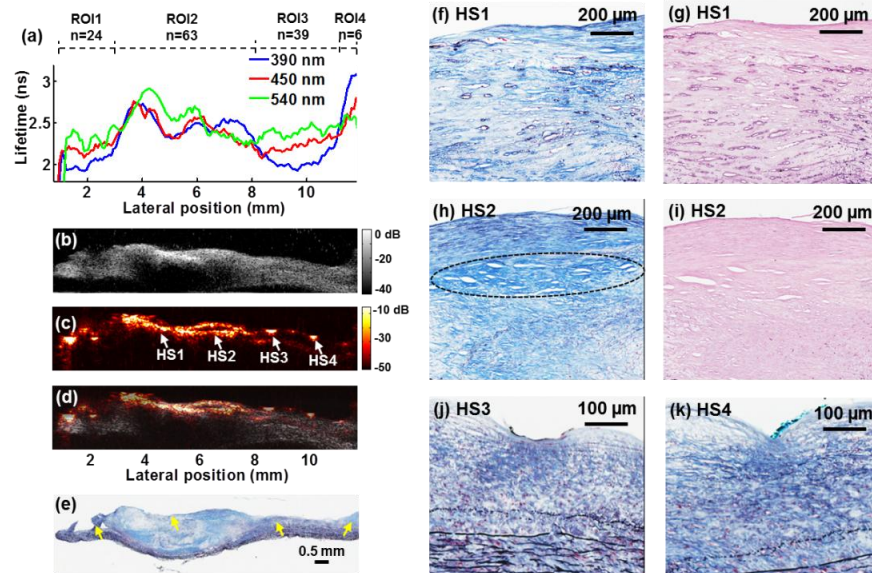 (a)
ROI1 ROI2 ROI3 ROI4
n=24 n=63 n=39 n=6
390 nm
450 nm
540 nm
Lifetime (ns)
3
2.5
2
2 4 6 8 10
Lateral position (mm)
(b)
0 dB
-20
-40
(c)
HS1 HS2 HS3 HS4
-10 dB
-30
-50
(d)
2 4 6 8 10
Lateral position (mm)
(e)
0.5 mm
(f) HS1
200 µm
(g) HS1
200 µm
(h) HS2
200 µm
(i) HS2
200 µm
(j) HS3
100 µm
(k) HS4
100 µm